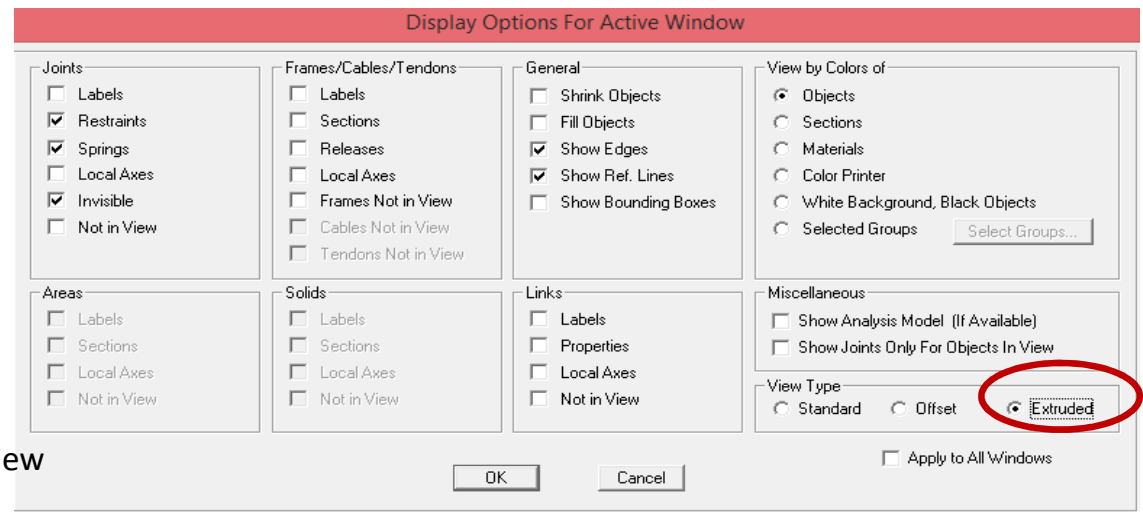 Display Options For Active Window
Joints
Labels
Restraints
Springs
Local Axes
Invisible
Not in View
Frames/Cables/Tendons
Labels
Sections
Releases
Local Axes
Frames Not in View
Cables Not in View
Tendons Not in View
General
Shrink Objects
Fill Objects
Show Edges
Show Ref. Lines
Show Bounding Boxes
View by Colors of
Objects
Sections
Materials
Color Printer
White Background, Black Objects
Selected Groups Select Groups...
Areas
Labels
Sections
Local Axes
Not in View
Solids
Labels
Sections
Local Axes
Not in View
Links
Labels
Properties
Local Axes
Not in View
Miscellaneous
Show Analysis Model (If Available)
Show Joints Only For Objects In View
View Type
Standard Offset Extruded
ew
Apply to All Windows
OK Cancel